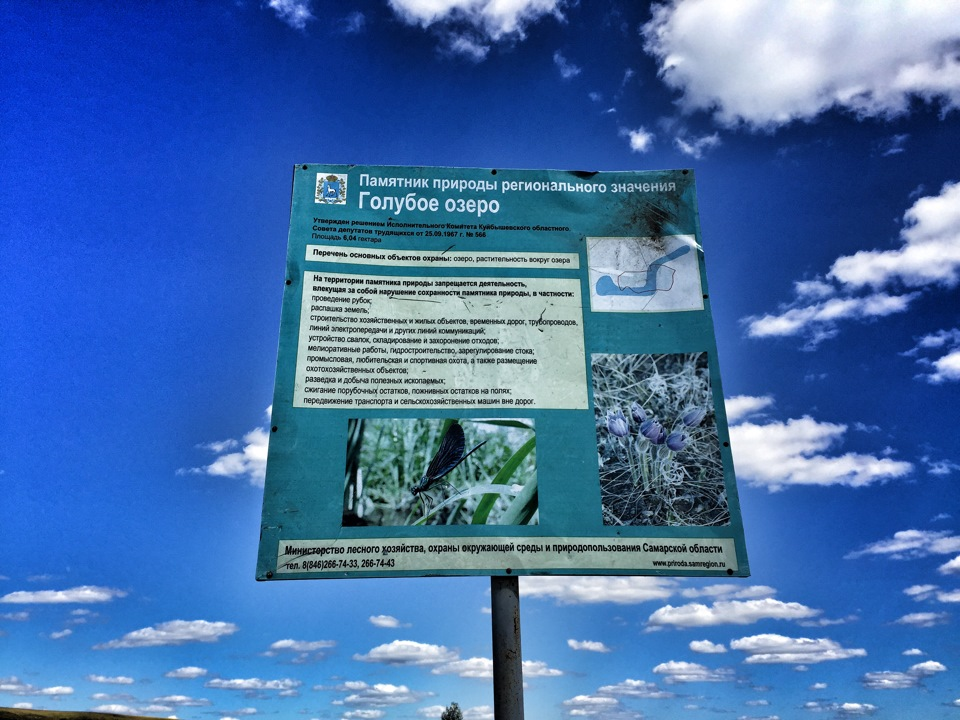 Памятник природы регионального значения
Голубое озеро
Утвержден решением Исполнительного Комитета Куйбышевского областного
Совета депутатов трудящихся от 25.09.1967 г. № 566
Площадь 6,04 гектара
Перечень основных объектов охраны: озеро, растительность вокруг озера
На территории памятника природы запрещается деятельность,
влекущая за собой нарушение сохранности памятника природы, в частности:
проведение рубок;
распашка земель;
строительство хозяйственных и жилых объектов, временных дорог, трубопроводов,
линий электропередачи и других линий коммуникаций;
устройство свалок, складирование и захоронение отходов;
мелиоративные работы, гидростроительство, зарегулирование стока;
промысловая, любительская и спортивная охота, а также размещение
охотохозяйственных объектов;
разведка и добыча полезных ископаемых;
сжигание порубочных остатков, пожнивных остатков на полях;
передвижение транспорта и сельскохозяйственных машин вне дорог.
Министерство лесного хозяйства, охраны окружающей среды и природопользования Самарской области
тел. 8(846)266-74-33, 266-74-43
www.priroda.samregion.ru